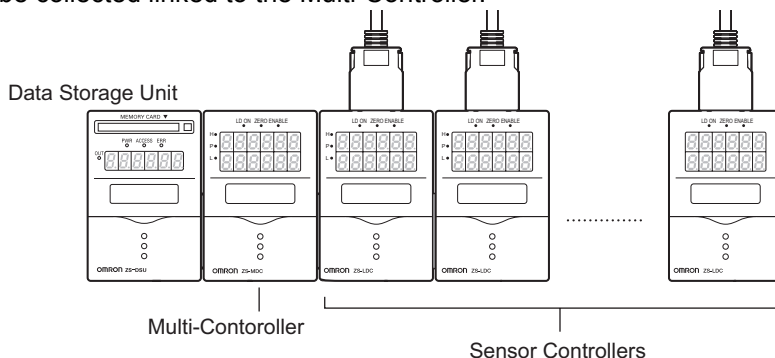 be collected linked to the Multi-Controller.
Data Storage Unit
MEMORY CARD ▼
PWR ACCESS ERR
OUT
OMRON ZS-DSU
LD ON ZERO ENABLE
H
P
L
OMRON ZS-MDC
LD ON ZERO ENABLE
H
P
L
OMRON ZS-LDC
LD ON ZERO ENABLE
H
P
L
OMRON ZS-LDC
LD ON ZERO ENABLE
H
P
L
OMRON ZS-LDC
Multi-Contoroller
Sensor Controllers